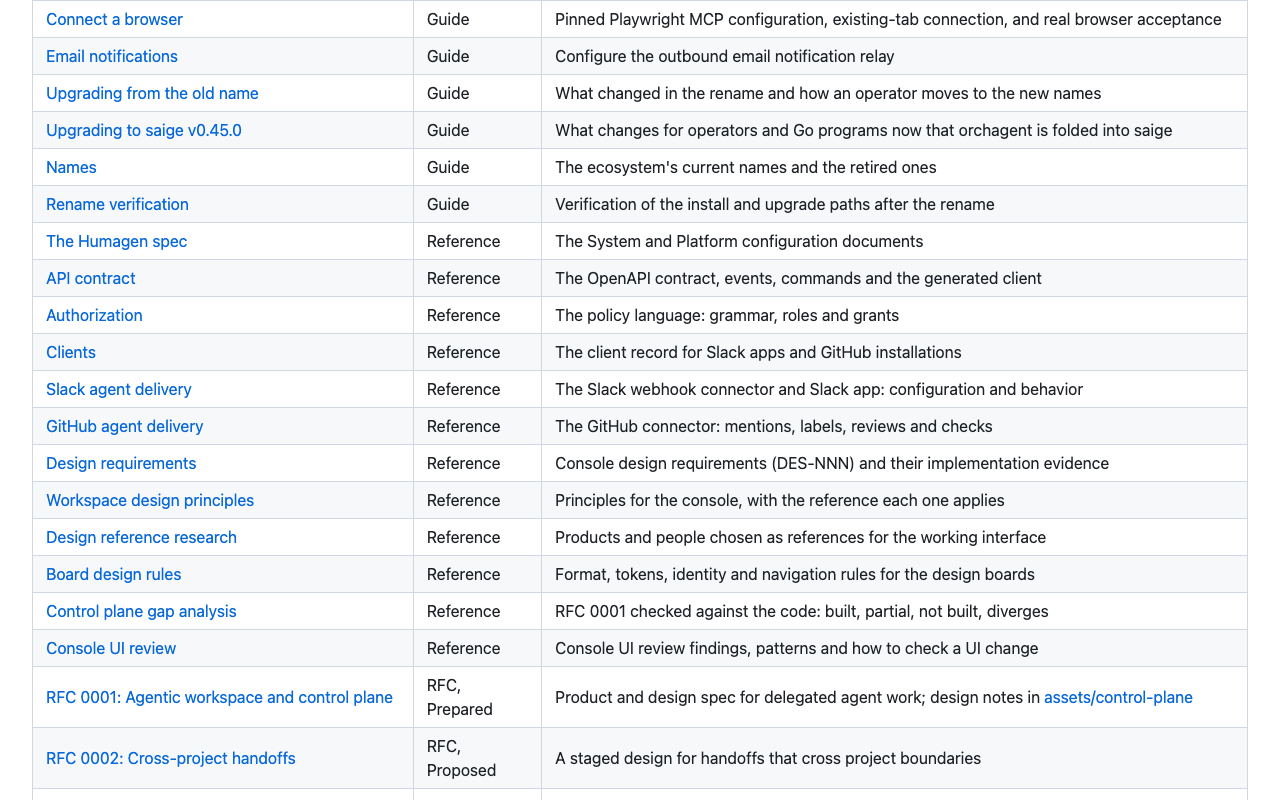 Connect a browser Guide Pinned Playwright MCP configuration, existing-tab connection, and real browser acceptance
Email notifications Guide Configure the outbound email notification relay
Upgrading from the old name Guide What changed in the rename and how an operator moves to the new names
Upgrading to saige v0.45.0 Guide What changes for operators and Go programs now that orchagent is folded into saige
Names Guide The ecosystem's current names and the retired ones
Rename verification Guide Verification of the install and upgrade paths after the rename
The Humagen spec Reference The System and Platform configuration documents
API contract Reference The OpenAPI contract, events, commands and the generated client
Authorization Reference The policy language: grammar, roles and grants
Clients Reference The client record for Slack apps and GitHub installations
Slack agent delivery Reference The Slack webhook connector and Slack app: configuration and behavior
GitHub agent delivery Reference The GitHub connector: mentions, labels, reviews and checks
Design requirements Reference Console design requirements (DES-NNN) and their implementation evidence
Workspace design principles Reference Principles for the console, with the reference each one applies
Design reference research Reference Products and people chosen as references for the working interface
Board design rules Reference Format, tokens, identity and navigation rules for the design boards
Control plane gap analysis Reference RFC 0001 checked against the code: built, partial, not built, diverges
Console UI review Reference Console UI review findings, patterns and how to check a UI change
RFC 0001: Agentic workspace and control plane RFC, Prepared Product and design spec for delegated agent work; design notes in assets/control-plane
RFC 0002: Cross-project handoffs RFC, Proposed A staged design for handoffs that cross project boundaries